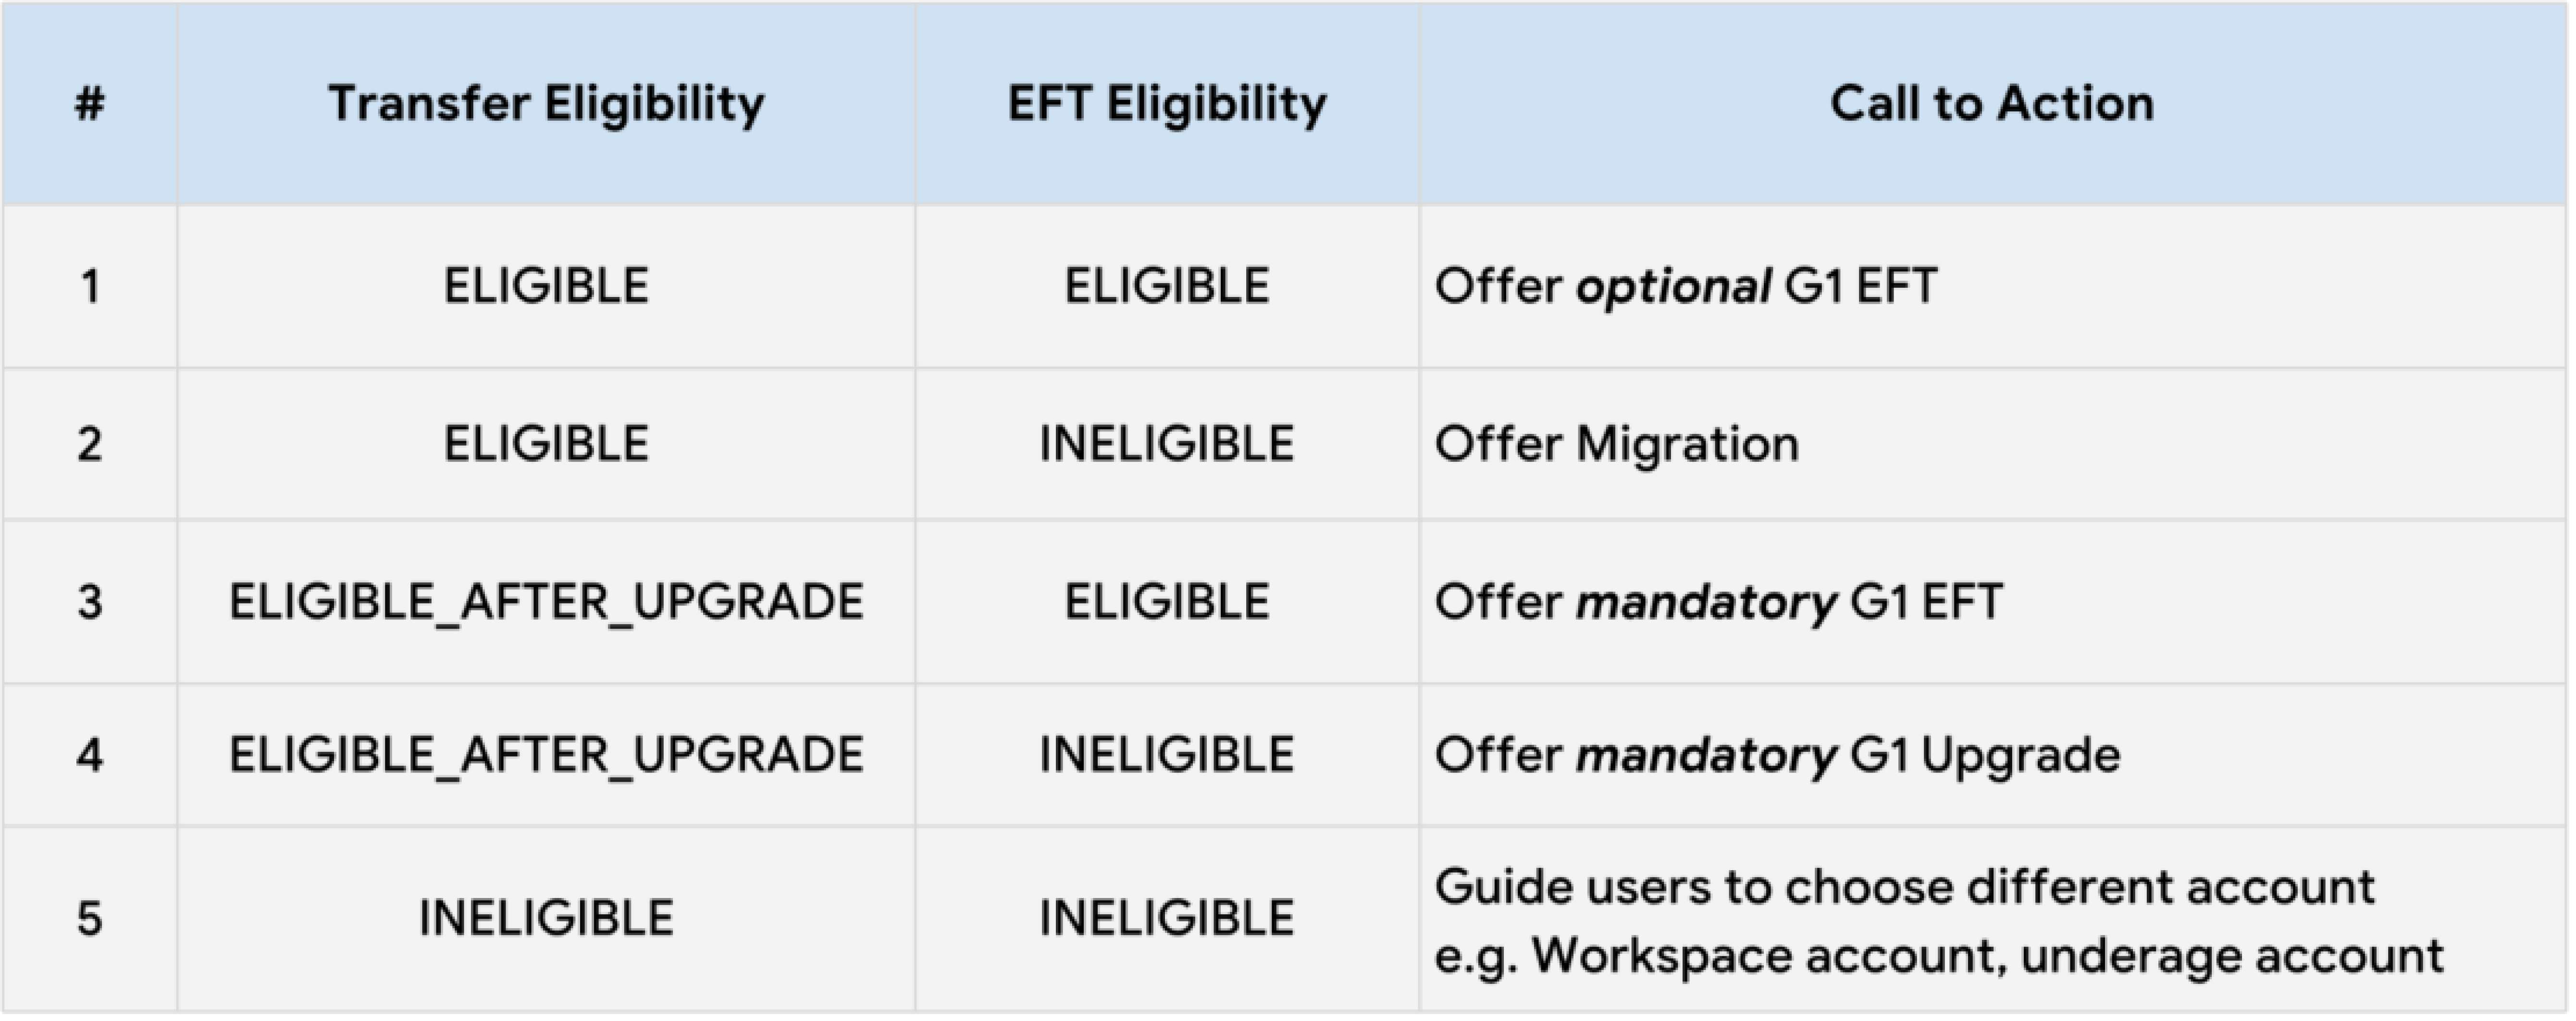 # Transfer Eligibility EFT Eligibility Call to Action
1 ELIGIBLE ELIGIBLE Offer optional G1 EFT
2 ELIGIBLE INELIGIBLE Offer Migration
3 ELIGIBLE_AFTER_UPGRADE ELIGIBLE Offer mandatory G1 EFT
4 ELIGIBLE_AFTER_UPGRADE INELIGIBLE Offer mandatory G1 Upgrade
5 INELIGIBLE INELIGIBLE Guide users to choose different account
e.g. Workspace account, underage account